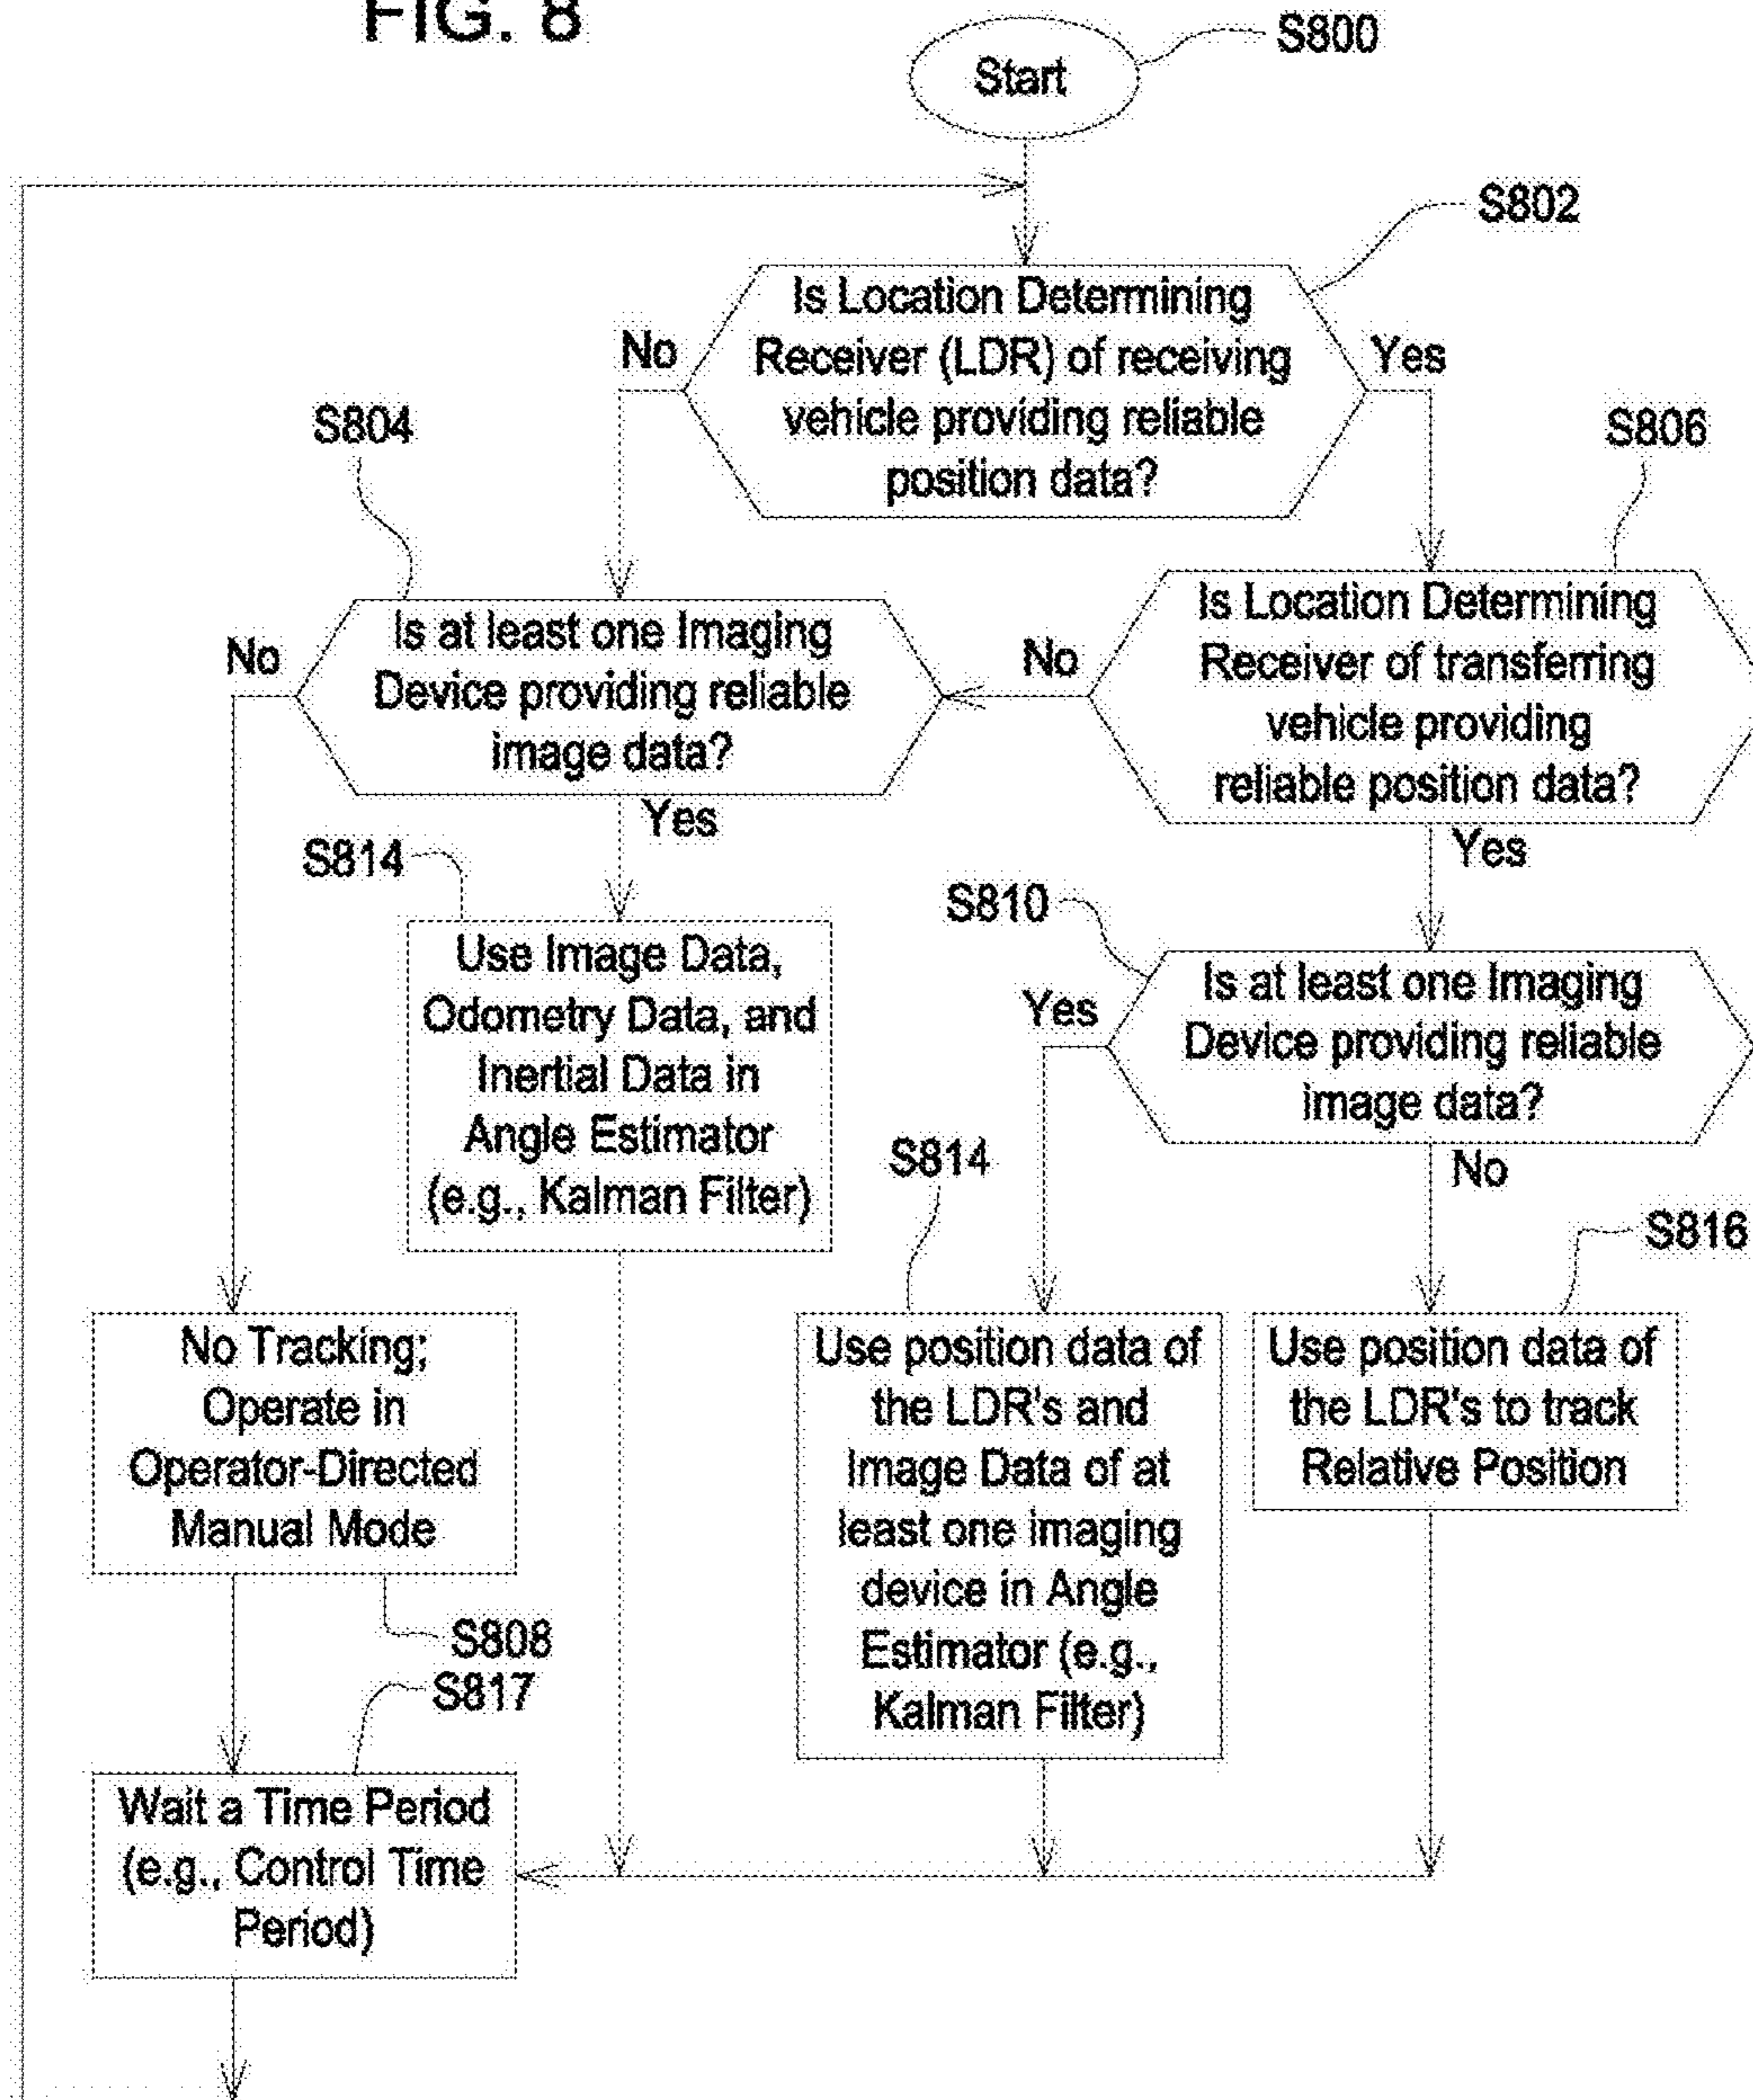 FIG. 8
Start
S800
S802
Is Location Determining
Receiver (LDR) of receiving
vehicle providing reliable
position data?
No
Yes
S804
S806
Is at least one Imaging
Device providing reliable
image data?
No
Yes
Is Location Determining
Receiver of transferring
vehicle providing
reliable position data?
No
Yes
S814
Use Image Data,
Odometry Data, and
Inertial Data in
Angle Estimator
(e.g., Kalman Filter)
S810
Is at least one Imaging
Device providing reliable
image data?
Yes
No
S814
S816
No Tracking;
Operate in
Operator-Directed
Manual Mode
S808
Use position data of
the LDR's and
Image Data of at
least one imaging
device in Angle
Estimator (e.g.,
Kalman Filter)
Use position data of
the LDR's to track
Relative Position
S817
Wait a Time Period
(e.g., Control Time
Period)